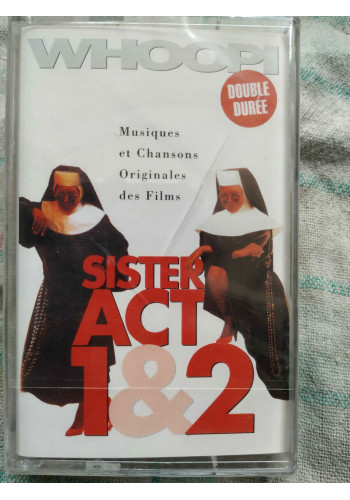 WHOOPI
DOUBLE
DURÉE
Musiques
et Chansons
Originales
des Films
SISTER
ACT
1&2